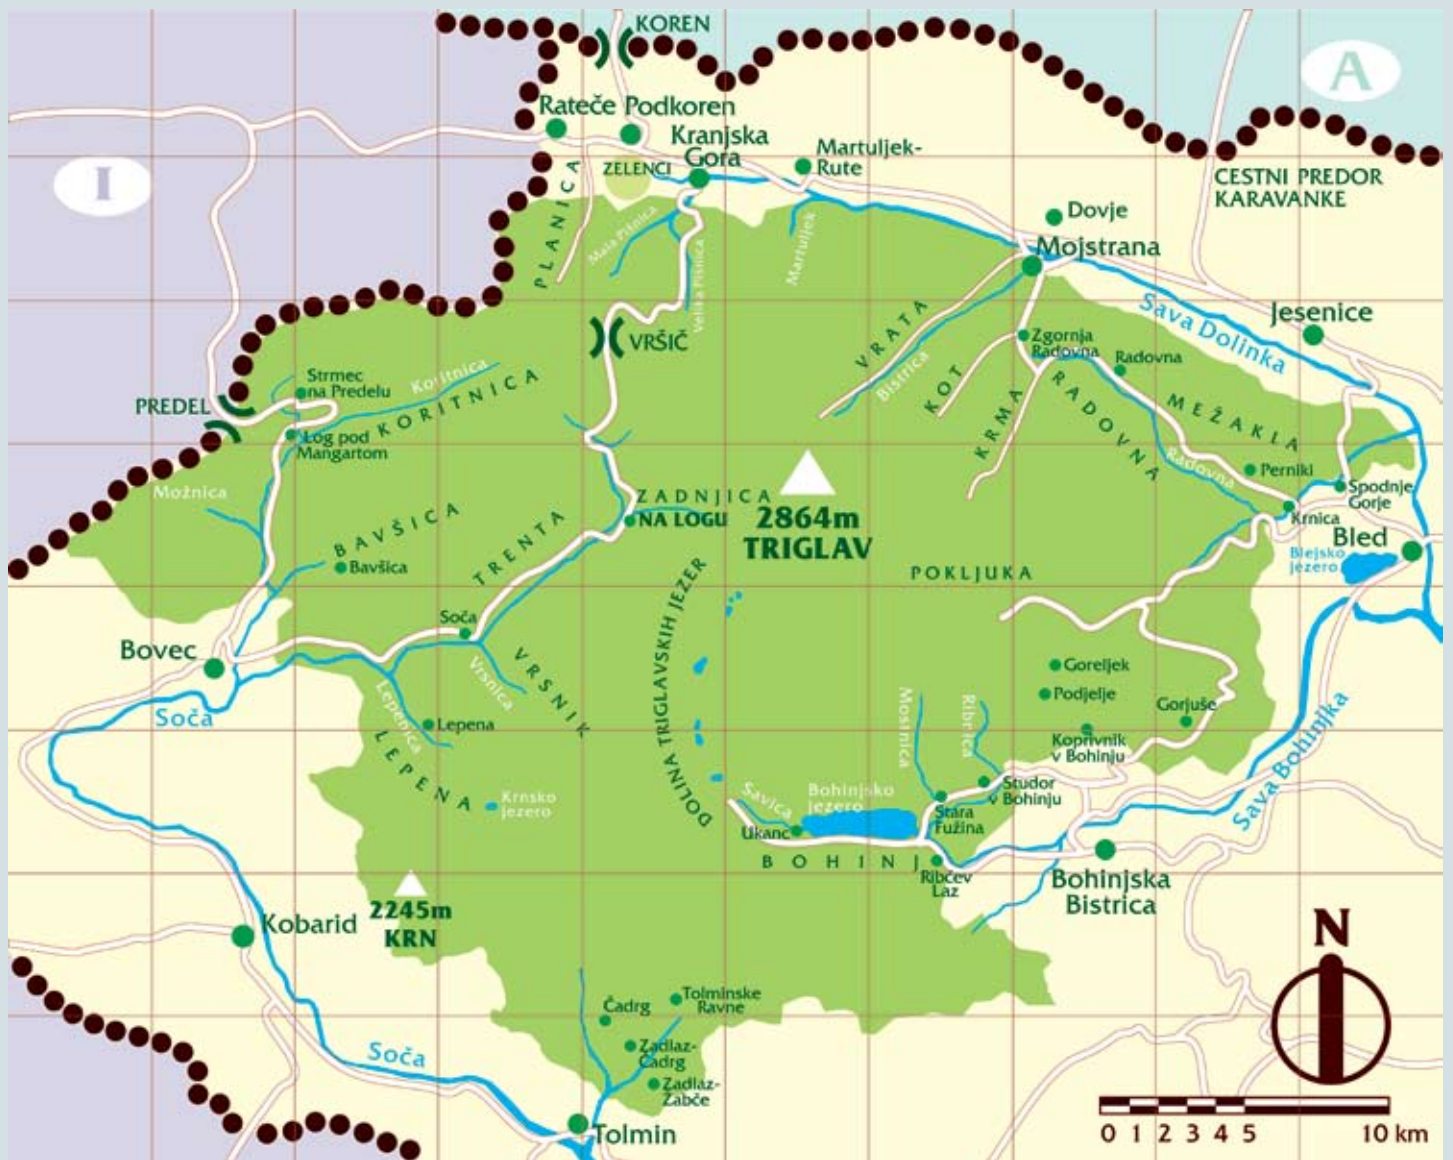 KOREN
A
Rateče
Podkoren
Kranjska
Gora
ZELENCI
Martuljek-
Rute
I
CESTNI PREDOR
KARAVANKE
PLANICA
Mala Pišnica
Velika Pišnica
Martuljek
Dovje
Mojstrana
Sava Dolinka
Jesenice
VRŠIČ
VRATA
Bistrica
KOT
KRMA
Zgornja
Radovna
Radovna
RADOVNA
MEŽAKLA
Radovna
Perniki
Spodnje
Gorje
Krnica
Bled
Blejsko
jezero
Strmec
na Predelu
PREDEL
Koritnica
KORITNICA
Log pod
Mangartom
Možnica
BAVŠICA
Bavšica
TRENTA
ZADNJICA
NA LOGU
2864m
TRIGLAV
POKLJUKA
DOLINA TRIGLAVSKIH JEZER
Soča
Bovec
Soča
VRSNIK
Vrsnica
Lepenica
Lepena
LEPENA
Krnsko
jezero
Goreljek
Podjelje
Gorjuše
Koprivnik
v Bohinju
Mostnica
Ribnica
Studor
v Bohinju
Savica
Bohinjsko
jezero
Stara
Fužina
Ukanc
BOHINJ
Ribčev
Laz
Sava Bohinjka
Bohinjska
Bistrica
2245m
KRN
Kobarid
Soča
Čadrg
Tolminske
Ravne
Zadlaz-
Čadrg
Zadlaz-
Žabče
Tolmin
N
0 1 2 3 4 5 10 km